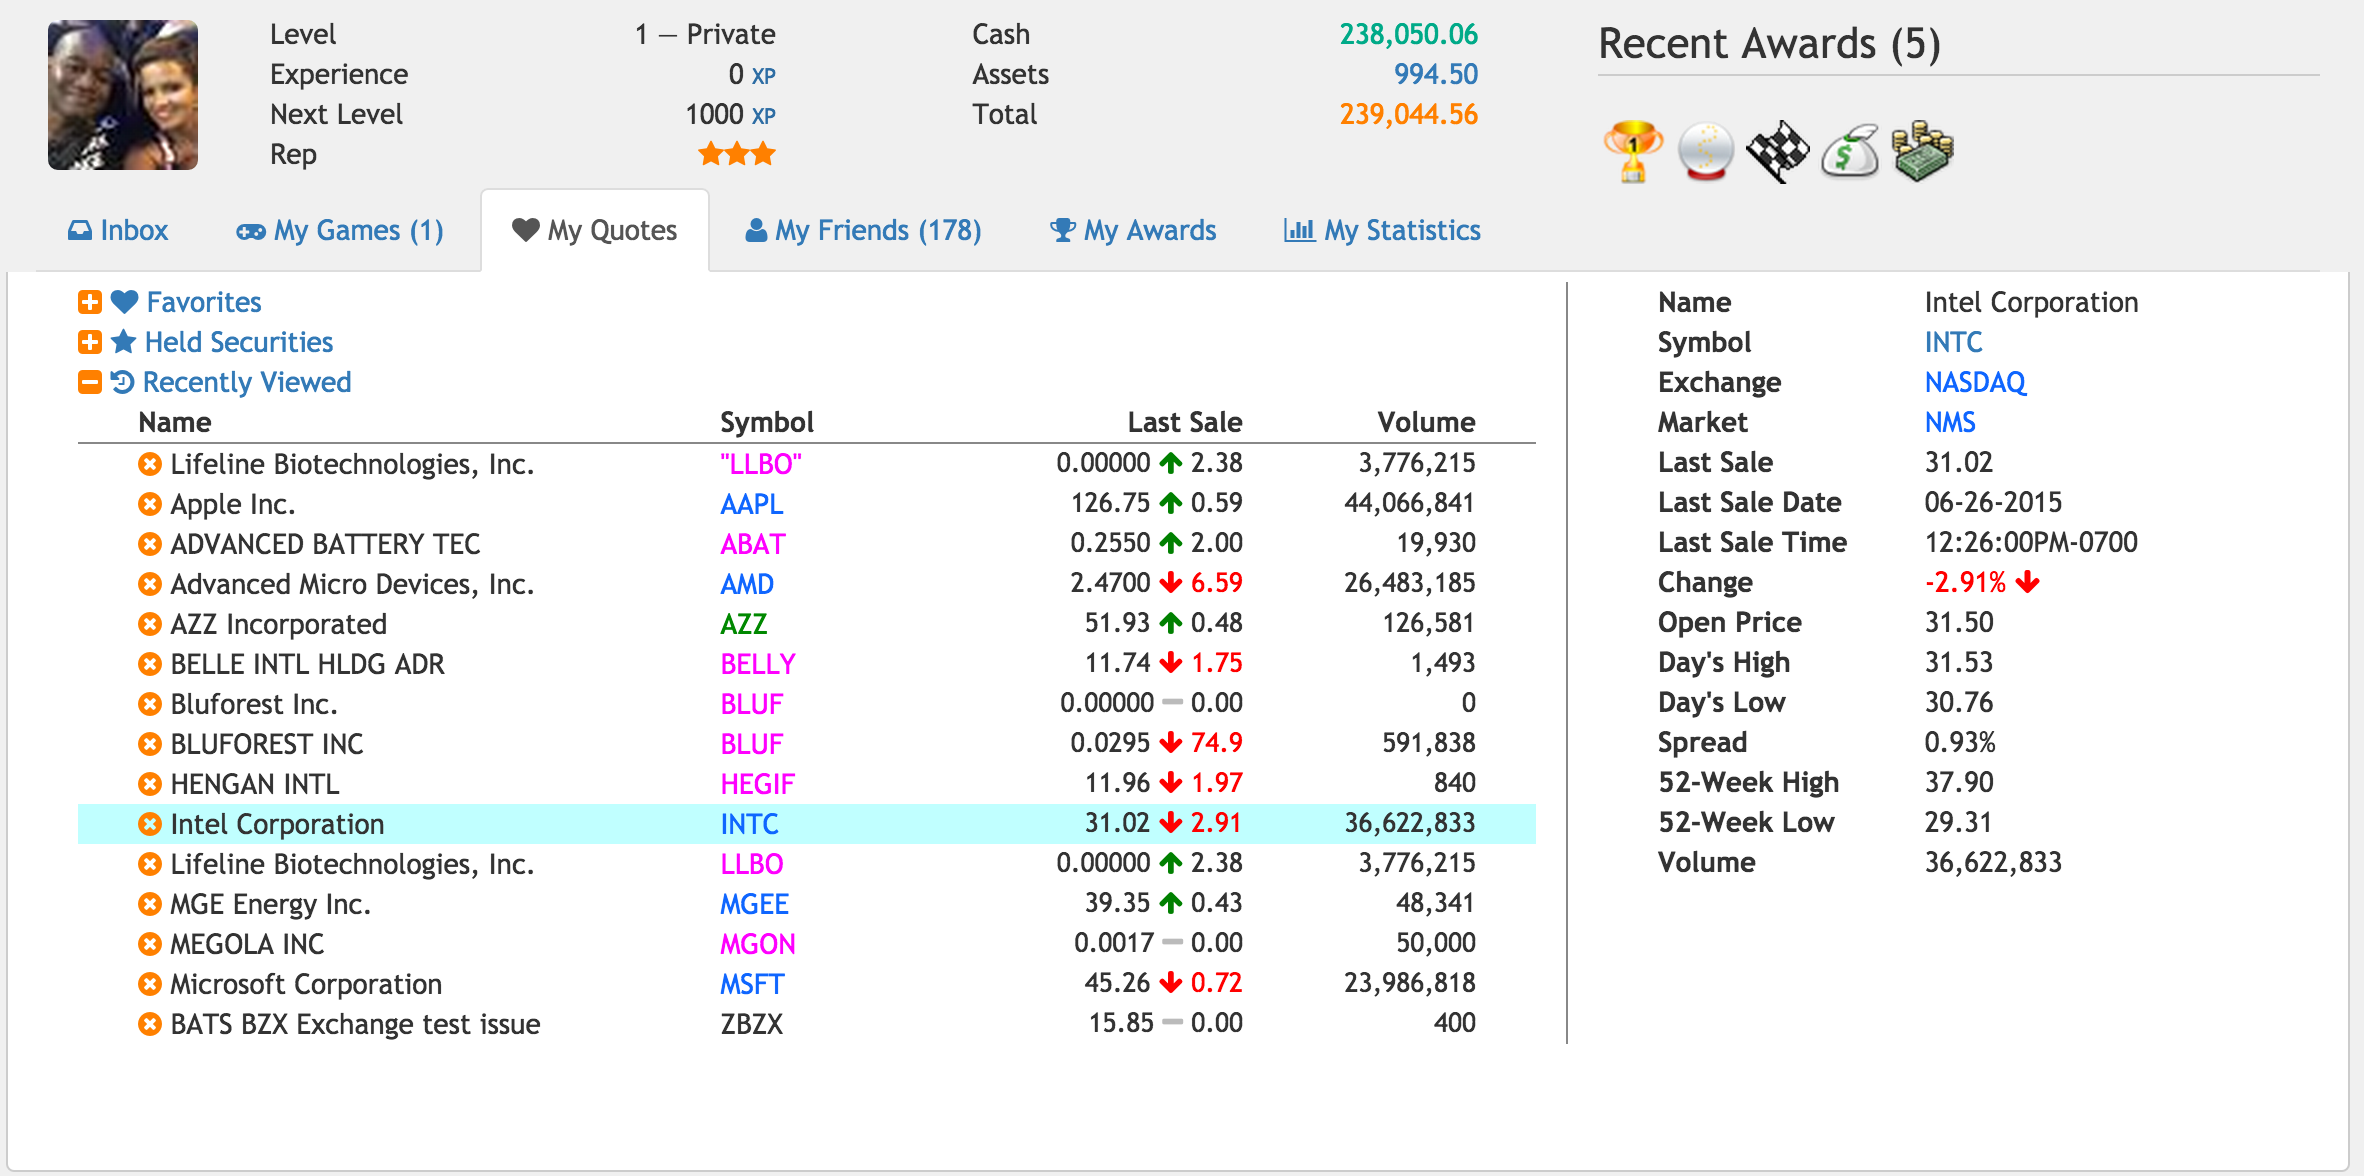 Level 1 — Private
Experience 0 XP
Next Level 1000 XP
Rep
Cash 238,050.06
Assets 994.50
Total 239,044.56
Recent Awards (5)
1
$
Inbox My Games (1) My Quotes My Friends (178) My Awards My Statistics
Favorites
Held Securities
Recently Viewed
Name Symbol Last Sale Volume
Lifeline Biotechnologies, Inc. "LLBO" 0.00000 2.38 3,776,215
Apple Inc. AAPL 126.75 0.59 44,066,841
ADVANCED BATTERY TEC ABAT 0.2550 2.00 19,930
Advanced Micro Devices, Inc. AMD 2.4700 6.59 26,483,185
AZZ Incorporated AZZ 51.93 0.48 126,581
BELLE INTL HLDG ADR BELLY 11.74 1.75 1,493
Bluforest Inc. BLUF 0.00000 0.00 0
BLUFOREST INC BLUF 0.0295 74.9 591,838
HENGAN INTL HEGIF 11.96 1.97 840
Intel Corporation INTC 31.02 2.91 36,622,833
Lifeline Biotechnologies, Inc. LLBO 0.00000 2.38 3,776,215
MGE Energy Inc. MGEE 39.35 0.43 48,341
MEGOLA INC MGON 0.0017 0.00 50,000
Microsoft Corporation MSFT 45.26 0.72 23,986,818
BATS BZX Exchange test issue ZBZX 15.85 0.00 400
Name Intel Corporation
Symbol INTC
Exchange NASDAQ
Market NMS
Last Sale 31.02
Last Sale Date 06-26-2015
Last Sale Time 12:26:00PM-0700
Change -2.91%
Open Price 31.50
Day's High 31.53
Day's Low 30.76
Spread 0.93%
52-Week High 37.90
52-Week Low 29.31
Volume 36,622,833